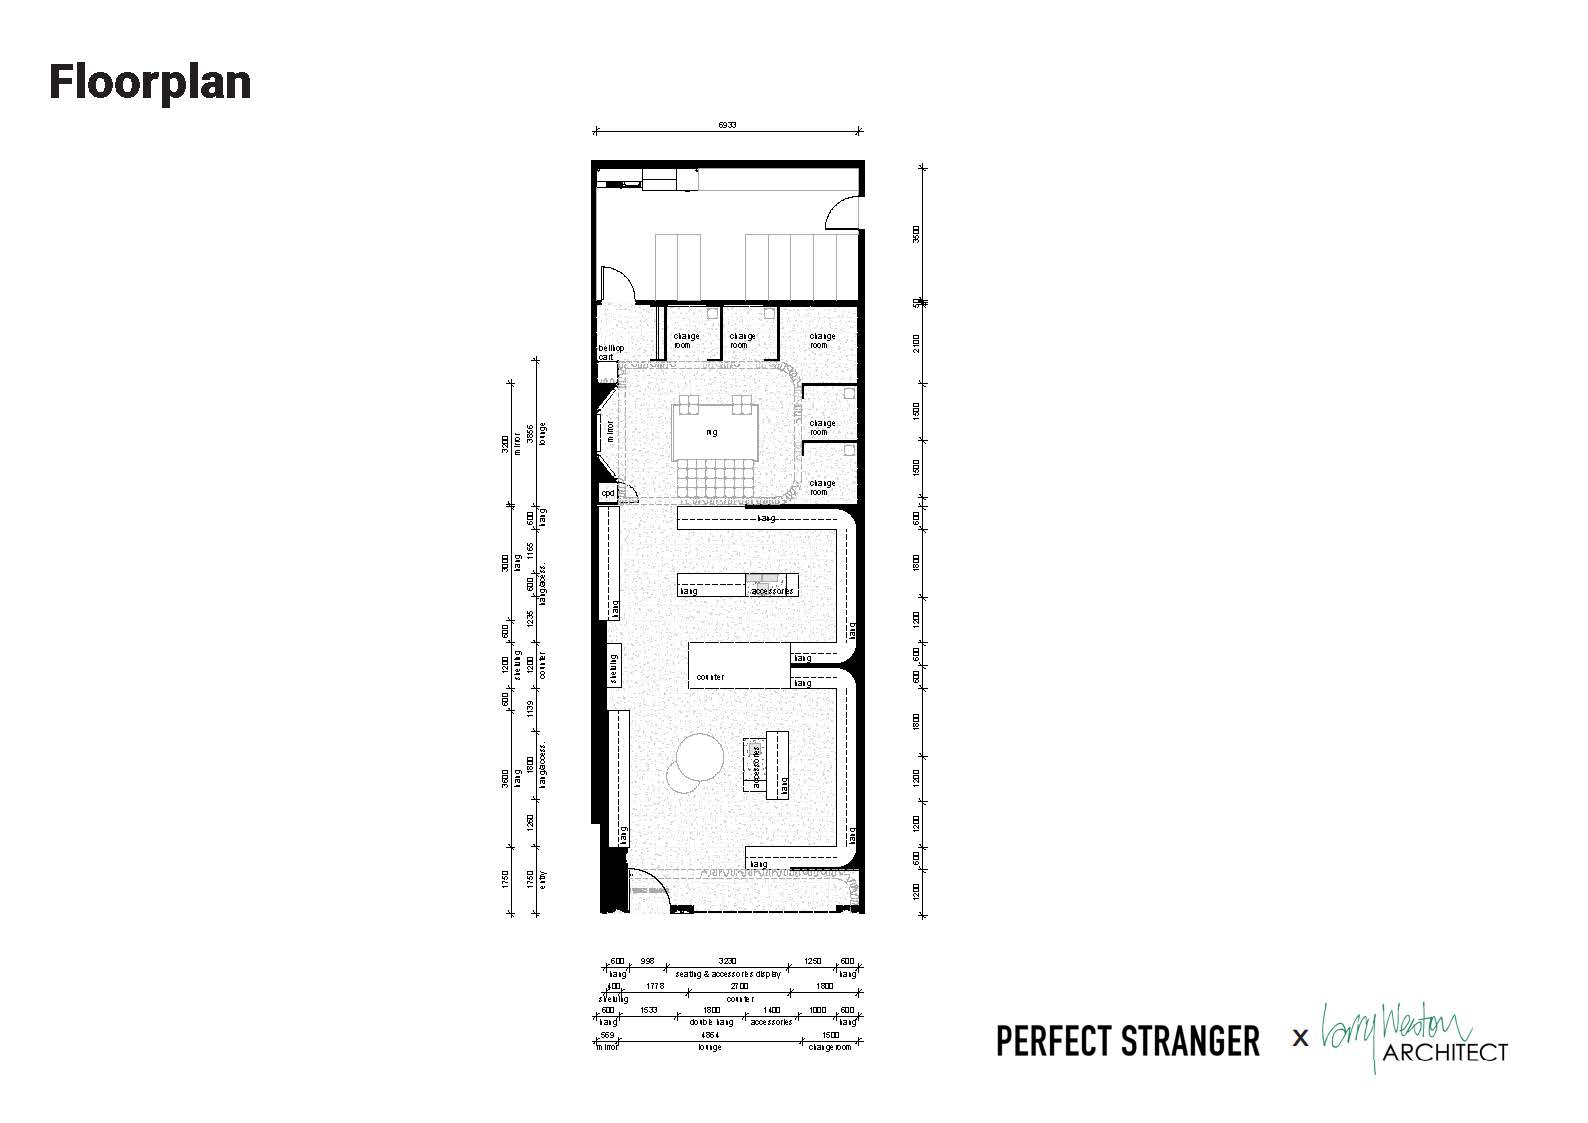 Floorplan
6933
3500
50
change
room
change
room
change
room
2100
bellhop
cart
3200
mirror
3856
lounge
mirror
rug
change
room
1500
change
room
1500
cpd
600
hang
hang
600
3000
hang
1165
600
hang/access.
hang
accessories
hang
1800
1235
hang
1200
600
1200
shelving
1200
counter
shelving
counter
hang
hang
600
600
600
1139
1800
3600
hang
1800
hang/access.
accessories
hang
1200
1260
hang
hang
1200
hang
600
1750
1750
entry
1200
600 998 3230 1250 600
hang seating & accessories display hang
400 1778 2700 1800
shelving counter
600 1533 1800 1400 1000 600
hang double hang accessories hang
569 4864 1500
mirror lounge change room
PERFECT STRANGER x Larry Weston
ARCHITECT